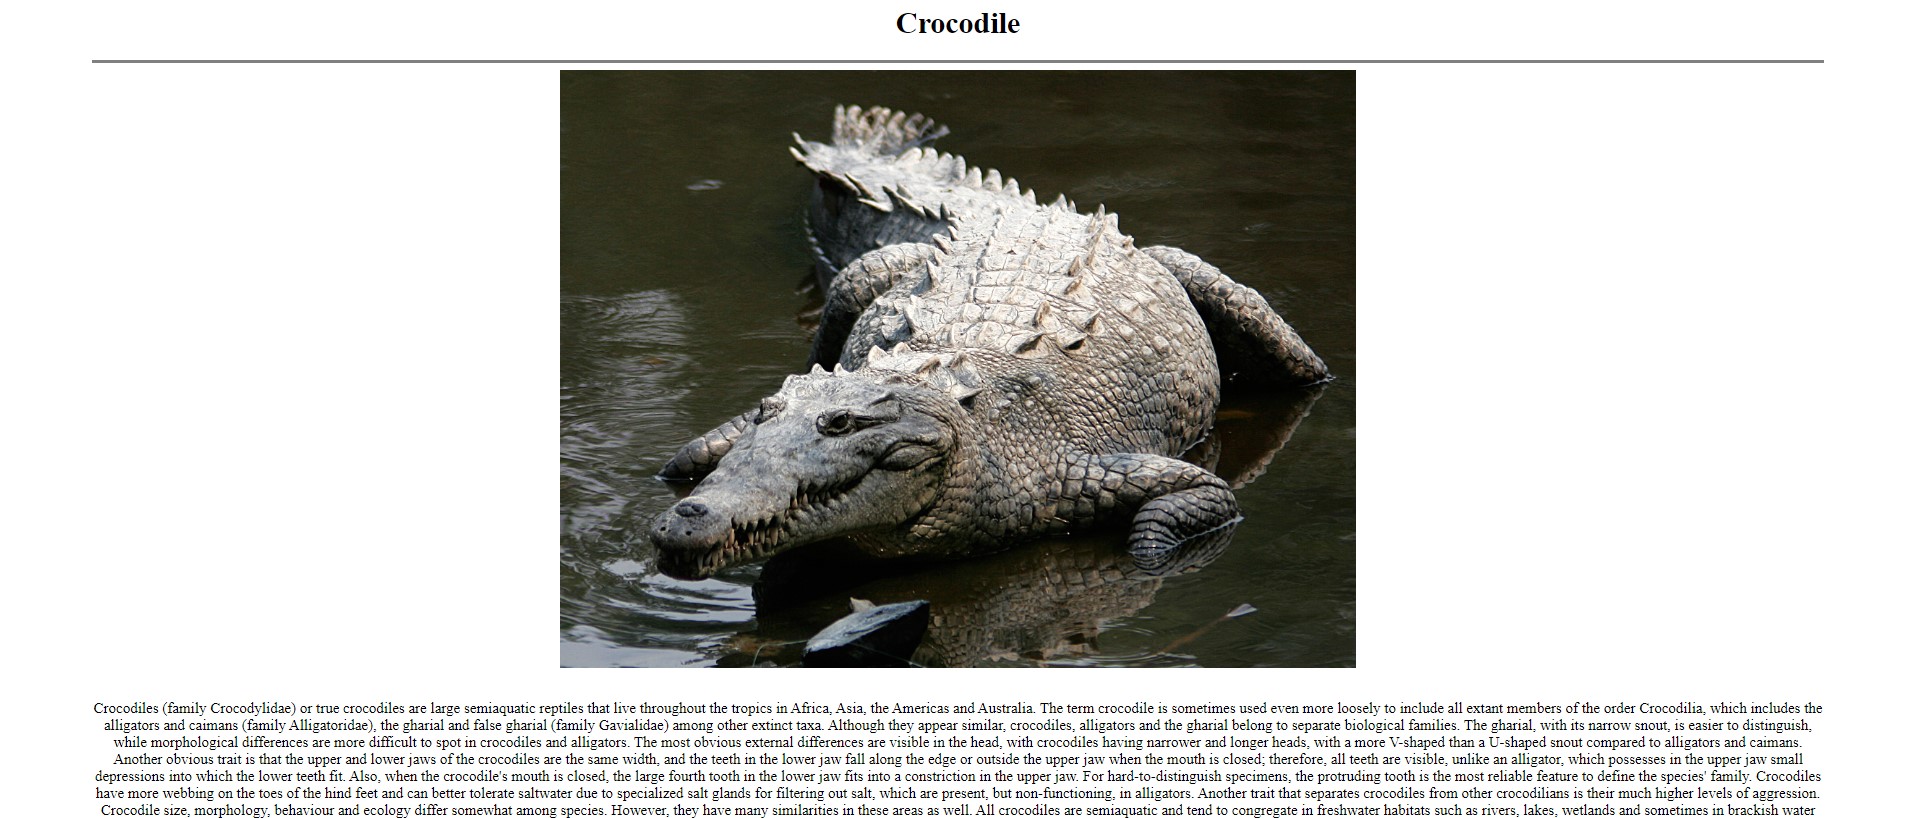 Crocodile
Crocodiles (family Crocodylidae) or true crocodiles are large semiaquatic reptiles that live throughout the tropics in Africa, Asia, the Americas and Australia. The term crocodile is sometimes used even more loosely to include all extant members of the order Crocodilia, which includes the
alligators and caimans (family Alligatoridae), the gharial and false gharial (family Gavialidae) among other extinct taxa. Although they appear similar, crocodiles, alligators and the gharial belong to separate biological families. The gharial, with its narrow snout, is easier to distinguish,
while morphological differences are more difficult to spot in crocodiles and alligators. The most obvious external differences are visible in the head, with crocodiles having narrower and longer heads, with a more V-shaped than a U-shaped snout compared to alligators and caimans.
Another obvious trait is that the upper and lower jaws of the crocodiles are the same width, and the teeth in the lower jaw fall along the edge or outside the upper jaw when the mouth is closed; therefore, all teeth are visible, unlike an alligator, which possesses in the upper jaw small
depressions into which the lower teeth fit. Also, when the crocodile's mouth is closed, the large fourth tooth in the lower jaw fits into a constriction in the upper jaw. For hard-to-distinguish specimens, the protruding tooth is the most reliable feature to define the species' family. Crocodiles
have more webbing on the toes of the hind feet and can better tolerate saltwater due to specialized salt glands for filtering out salt, which are present, but non-functioning, in alligators. Another trait that separates crocodiles from other crocodilians is their much higher levels of aggression.
Crocodile size, morphology, behaviour and ecology differ somewhat among species. However, they have many similarities in these areas as well. All crocodiles are semiaquatic and tend to congregate in freshwater habitats such as rivers, lakes, wetlands and sometimes in brackish water